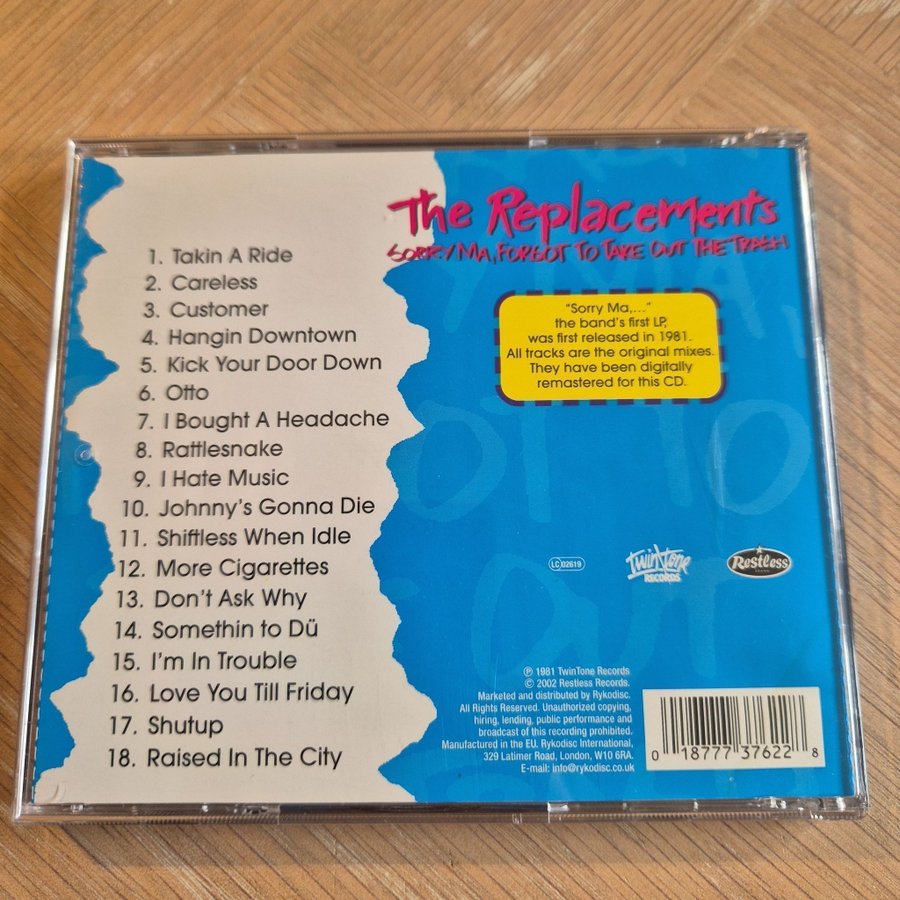 The Replacements
Sorry Ma, Forgot To Take Out The Trash
1. Takin A Ride
2. Careless
3. Customer
4. Hangin Downtown
5. Kick Your Door Down
6. Otto
7. I Bought A Headache
8. Rattlesnake
9. I Hate Music
10. Johnny's Gonna Die
11. Shiftless When Idle
12. More Cigarettes
13. Don't Ask Why
14. Somethin to Dü
15. I'm In Trouble
16. Love You Till Friday
17. Shutup
18. Raised In The City
"Sorry Ma,..."
the band's first LP,
was first released in 1981.
All tracks are the original mixes.
They have been digitally
remastered for this CD.
LC 02619
Twin/Tone
RECORDS
Restless
℗ 1981 TwinTone Records
© 2002 Restless Records.
Marketed and distributed by Rykodisc.
All Rights Reserved. Unauthorized copying,
hiring, lending, public performance and
broadcast of this recording prohibited.
Manufactured in the EU. Rykodisc International,
329 Latimer Road, London, W10 6RA.
E-mail: info@rykodisc.co.uk
0 18777 37622 8